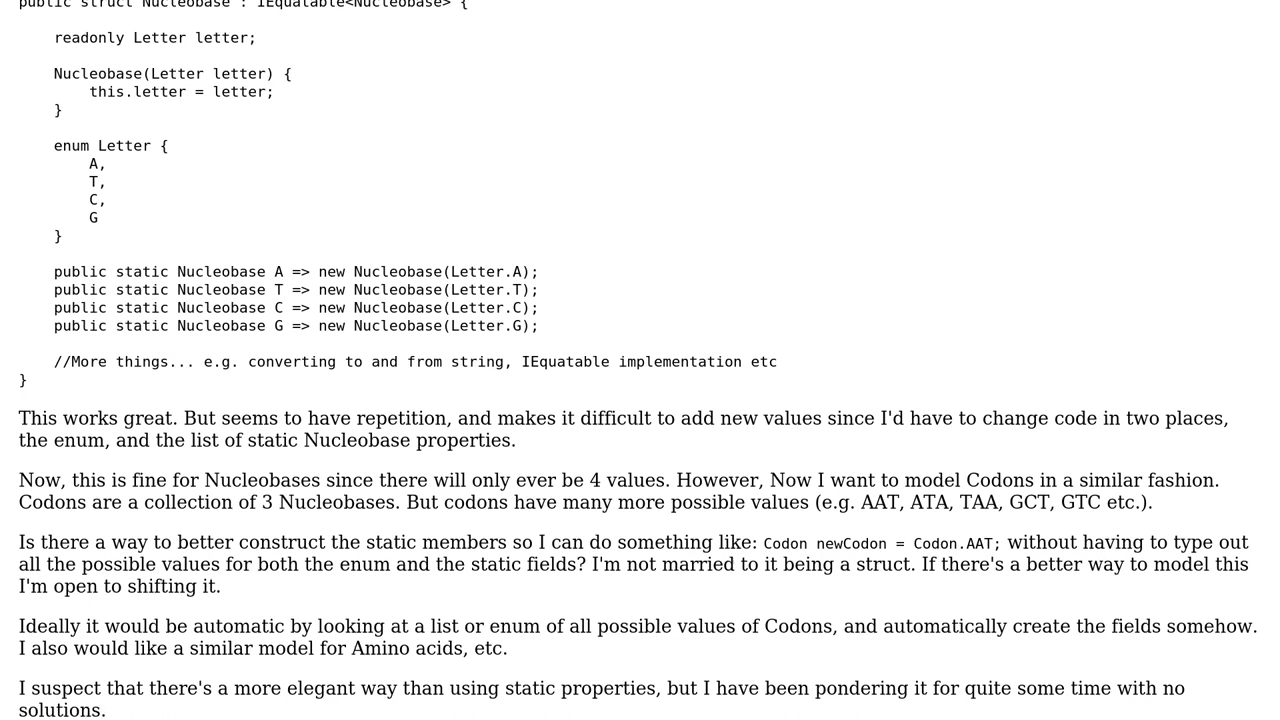 public struct Nucleobase : IEquatable<Nucleobase> {
readonly Letter letter;
Nucleobase(Letter letter) {
this.letter = letter;
}
enum Letter {
A,
T,
C,
G
}
public static Nucleobase A => new Nucleobase(Letter.A);
public static Nucleobase T => new Nucleobase(Letter.T);
public static Nucleobase C => new Nucleobase(Letter.C);
public static Nucleobase G => new Nucleobase(Letter.G);
//More things... e.g. converting to and from string, IEquatable implementation etc
}
This works great. But seems to have repetition, and makes it difficult to add new values since I'd have to change code in two places,
the enum, and the list of static Nucleobase properties.
Now, this is fine for Nucleobases since there will only ever be 4 values. However, Now I want to model Codons in a similar fashion.
Codons are a collection of 3 Nucleobases. But codons have many more possible values (e.g. AAT, ATA, TAA, GCT, GTC etc.).
Is there a way to better construct the static members so I can do something like: Codon newCodon = Codon.AAT; without having to type out
all the possible values for both the enum and the static fields? I'm not married to it being a struct. If there's a better way to model this
I'm open to shifting it.
Ideally it would be automatic by looking at a list or enum of all possible values of Codons, and automatically create the fields somehow.
I also would like a similar model for Amino acids, etc.
I suspect that there's a more elegant way than using static properties, but I have been pondering it for quite some time with no
solutions.